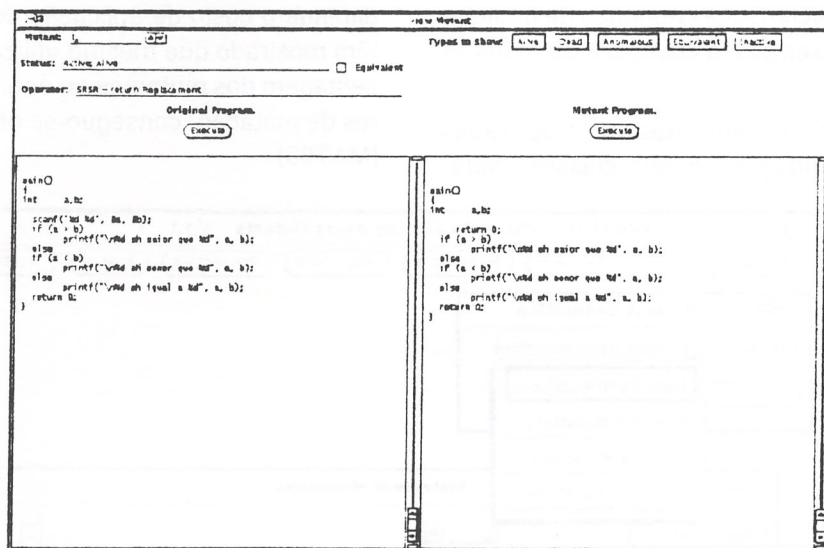 View Mutant
Mutant: 1
Types to Show: Alive Dead Anomalous Equivalent Inactive
Status: Active Alive
Equivalent
Operator: SRSR - return Replacement
Original Program.
Execute
main()
{
int a,b;
scanf("%d %d", &a, &b);
if (a > b)
printf("\n%d eh maior que %d", a, b);
else
if (a < b)
printf("\n%d eh menor que %d", a, b);
else
printf("\n%d eh igual a %d", a, b);
return 0;
}
Mutant Program.
Execute
main()
{
int a,b;
return 0;
if (a > b)
printf("\n%d eh maior que %d", a, b);
else
if (a < b)
printf("\n%d eh menor que %d", a, b);
else
printf("\n%d eh igual a %d", a, b);
return 0;
}